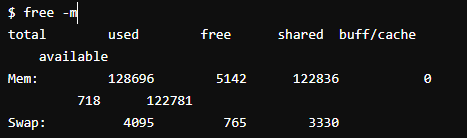 $ free -m
total used free shared buff/cache
available
Mem: 128696 5142 122836 0
718 122781
Swap: 4095 765 3330